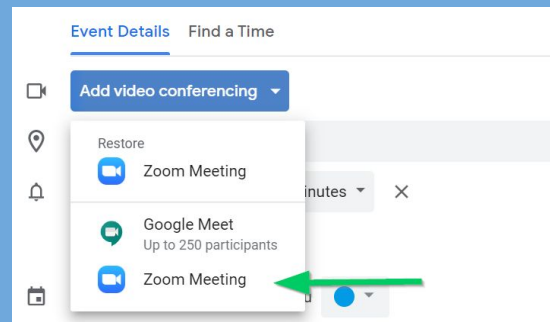 Event Details Find a Time
Add video conferencing
Restore
Zoom Meeting
inutes
Google Meet
Up to 250 participants
Zoom Meeting